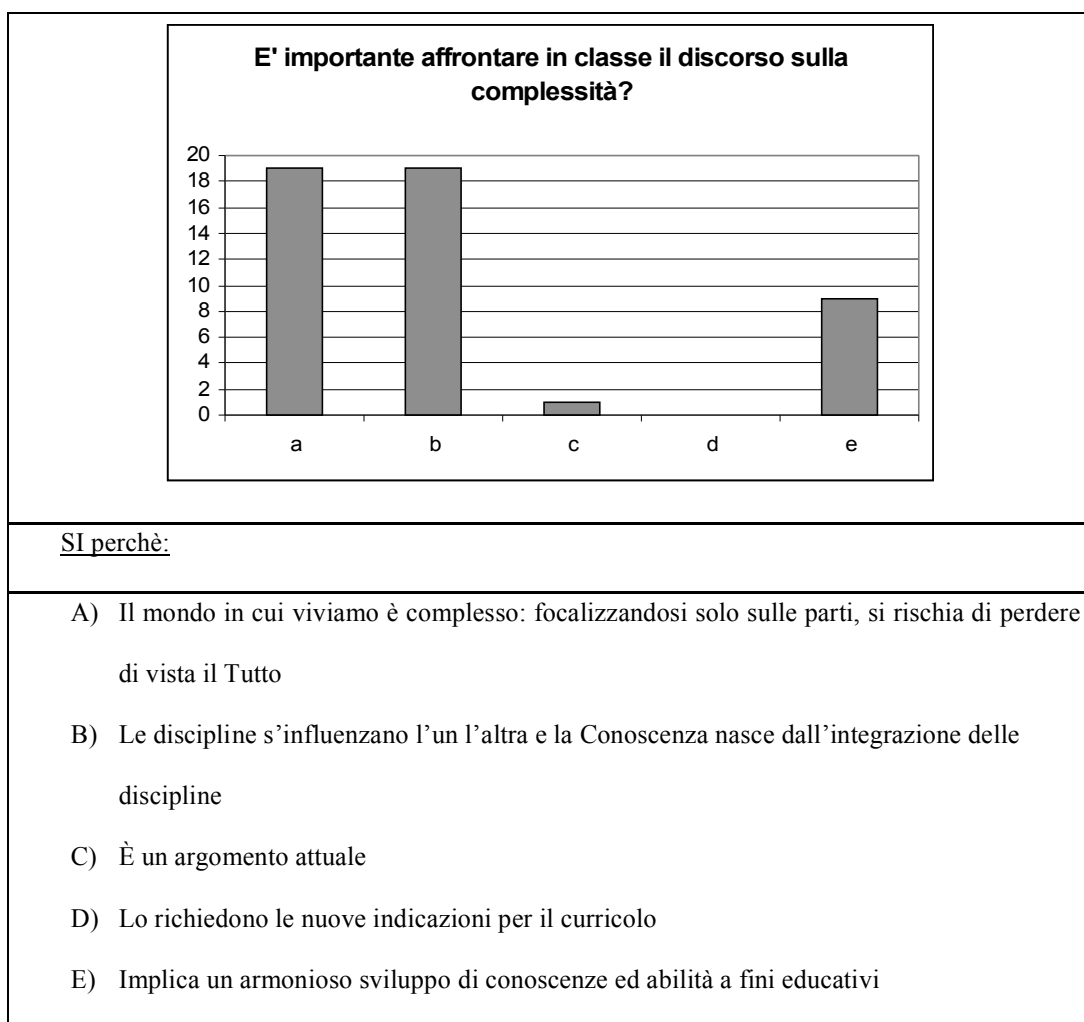 E' importante affrontare in classe il discorso sulla
complessità?
20
18
16
14
12
10
8
6
4
2
0
a b c d e
SI perchè:
A) Il mondo in cui viviamo è complesso: focalizzandosi solo sulle parti, si rischia di perdere
di vista il Tutto
B) Le discipline s’influenzano l’un l’altra e la Conoscenza nasce dall’integrazione delle
discipline
C) È un argomento attuale
D) Lo richiedono le nuove indicazioni per il curricolo
E) Implica un armonioso sviluppo di conoscenze ed abilità a fini educativi